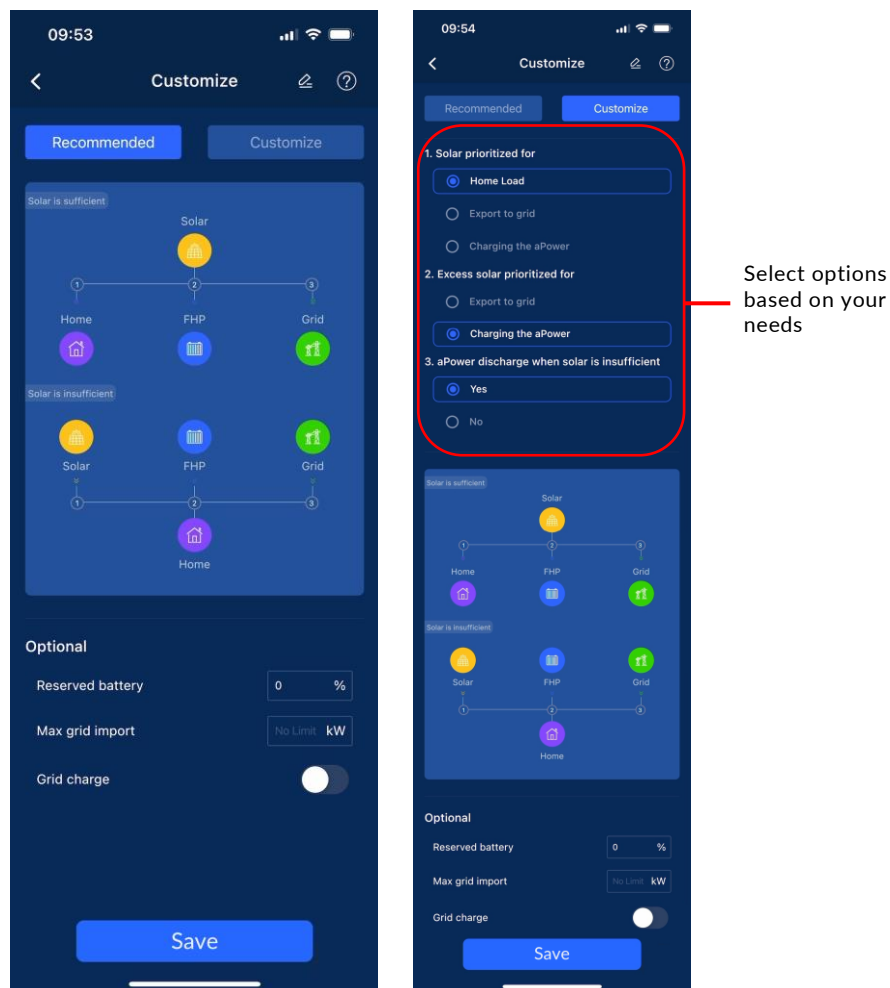 09:53
Customize
Recommended
Customize
Solar is sufficient
Solar
1
2
3
Home
FHP
Grid
Solar is insufficient
Solar
FHP
Grid
1
2
3
Home
Optional
Reserved battery
0 %
Max grid import
No Limit kW
Grid charge
Save
09:54
Customize
Recommended
Customize
1. Solar prioritized for
Home Load
Export to grid
Charging the aPower
2. Excess solar prioritized for
Export to grid
Charging the aPower
3. aPower discharge when solar is insufficient
Yes
No
Solar is sufficient
Solar
1
2
3
Home
FHP
Grid
Solar is insufficient
Solar
FHP
Grid
1
2
3
Home
Optional
Reserved battery
0 %
Max grid import
No Limit kW
Grid charge
Save
Select options
based on your
needs